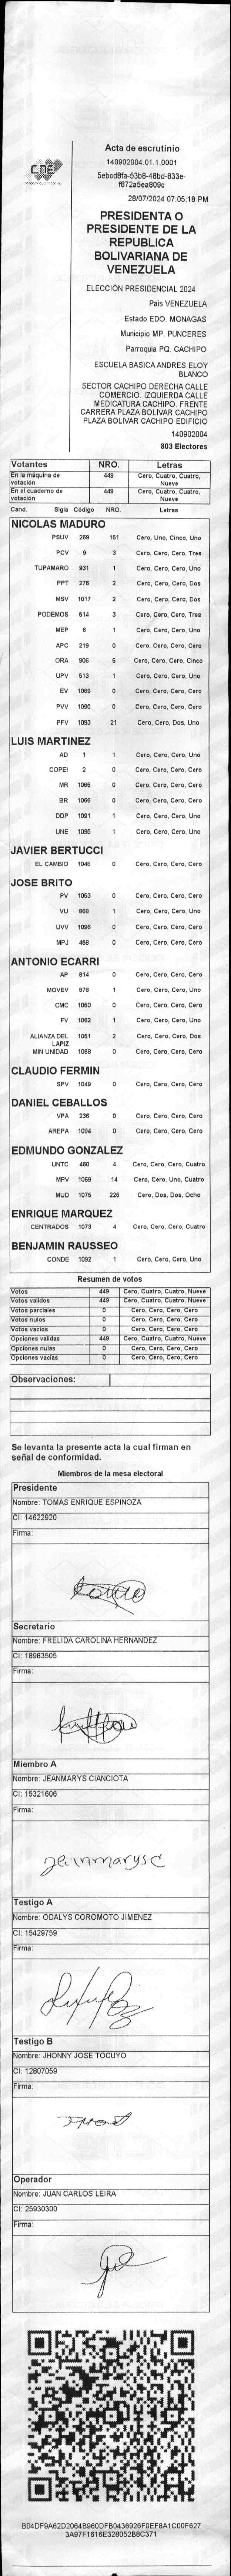 CNE
Acta de escrutinio
140902004.01.1.0001
5ebcd8fa-53b8-48bd-833e-
f872a5ea809c
28/07/2024 07:05:18 PM
PRESIDENTA O
PRESIDENTE DE LA
REPUBLICA
BOLIVARIANA DE
VENEZUELA
ELECCIÓN PRESIDENCIAL 2024
País VENEZUELA
Estado EDO. MONAGAS
Municipio MP. PUNCERES
Parroquia PQ. CACHIPO
ESCUELA BASICA ANDRES ELOY
BLANCO
SECTOR CACHIPO DERECHA CALLE
COMERCIO. IZQUIERDA CALLE
MEDICATURA CACHIPO. FRENTE
CARRERA PLAZA BOLIVAR CACHIPO
PLAZA BOLIVAR CACHIPO EDIFICIO
140902004
803 Electores
Votantes NRO. Letras
En la máquina de votación 449 Cero, Cuatro, Cuatro, Nueve
En el cuaderno de votación 449 Cero, Cuatro, Cuatro, Nueve
Cand. Sigla Código NRO. Letras
NICOLAS MADURO
PSUV 269 151 Cero, Uno, Cinco, Uno
PCV 9 3 Cero, Cero, Cero, Tres
TUPAMARO 931 1 Cero, Cero, Cero, Uno
PPT 276 2 Cero, Cero, Cero, Dos
MSV 1017 2 Cero, Cero, Cero, Dos
PODEMOS 514 3 Cero, Cero, Cero, Tres
MEP 6 1 Cero, Cero, Cero, Uno
APC 219 0 Cero, Cero, Cero, Cero
ORA 906 5 Cero, Cero, Cero, Cinco
UPV 513 1 Cero, Cero, Cero, Uno
EV 1089 0 Cero, Cero, Cero, Cero
PVV 1090 0 Cero, Cero, Cero, Cero
PFV 1093 21 Cero, Cero, Dos, Uno
LUIS MARTINEZ
AD 1 1 Cero, Cero, Cero, Uno
COPEI 2 0 Cero, Cero, Cero, Cero
MR 1065 0 Cero, Cero, Cero, Cero
BR 1066 0 Cero, Cero, Cero, Cero
DDP 1091 1 Cero, Cero, Cero, Uno
UNE 1095 1 Cero, Cero, Cero, Uno
JAVIER BERTUCCI
EL CAMBIO 1048 0 Cero, Cero, Cero, Cero
JOSE BRITO
PV 1053 0 Cero, Cero, Cero, Cero
VU 868 1 Cero, Cero, Cero, Uno
UVV 1096 0 Cero, Cero, Cero, Cero
MPJ 458 0 Cero, Cero, Cero, Cero
ANTONIO ECARRI
AP 814 0 Cero, Cero, Cero, Cero
MOVEV 878 1 Cero, Cero, Cero, Uno
CMC 1050 0 Cero, Cero, Cero, Cero
FV 1062 1 Cero, Cero, Cero, Uno
ALIANZA DEL 1051 2 Cero, Cero, Cero, Dos
LAPIZ
MIN UNIDAD 1068 0 Cero, Cero, Cero, Cero
CLAUDIO FERMIN
SPV 1049 0 Cero, Cero, Cero, Cero
DANIEL CEBALLOS
VPA 236 0 Cero, Cero, Cero, Cero
AREPA 1094 0 Cero, Cero, Cero, Cero
EDMUNDO GONZALEZ
UNTC 460 4 Cero, Cero, Cero, Cuatro
MPV 1069 14 Cero, Cero, Uno, Cuatro
MUD 1075 228 Cero, Dos, Dos, Ocho
ENRIQUE MARQUEZ
CENTRADOS 1073 4 Cero, Cero, Cero, Cuatro
BENJAMIN RAUSSEO
CONDE 1092 1 Cero, Cero, Cero, Uno
Resumen de votos
Votos 449 Cero, Cuatro, Cuatro, Nueve
Votos validos 449 Cero, Cuatro, Cuatro, Nueve
Votos parciales 0 Cero, Cero, Cero, Cero
Votos nulos 0 Cero, Cero, Cero, Cero
Votos vacios 0 Cero, Cero, Cero, Cero
Opciones validas 449 Cero, Cuatro, Cuatro, Nueve
Opciones nulas 0 Cero, Cero, Cero, Cero
Opciones vacias 0 Cero, Cero, Cero, Cero
Observaciones:
Se levanta la presente acta la cual firman en
señal de conformidad.
Miembros de la mesa electoral
Presidente
Nombre: TOMAS ENRIQUE ESPINOZA
CI: 14622920
Firma:
Secretario
Nombre: FRELIDA CAROLINA HERNANDEZ
CI: 18983505
Firma:
Miembro A
Nombre: JEANMARYS CIANCIOTA
CI: 15321606
Firma:
Jeanmarys C
Testigo A
Nombre: ODALYS COROMOTO JIMENEZ
CI: 15429759
Firma:
Testigo B
Nombre: JHONNY JOSE TOCUYO
CI: 12807059
Firma:
Operador
Nombre: JUAN CARLOS LEIRA
CI: 25930300
Firma:
B04DF9A62D2064B960DFB0436926F0EF8A1C00F627
3A97F1616E328052B8C371